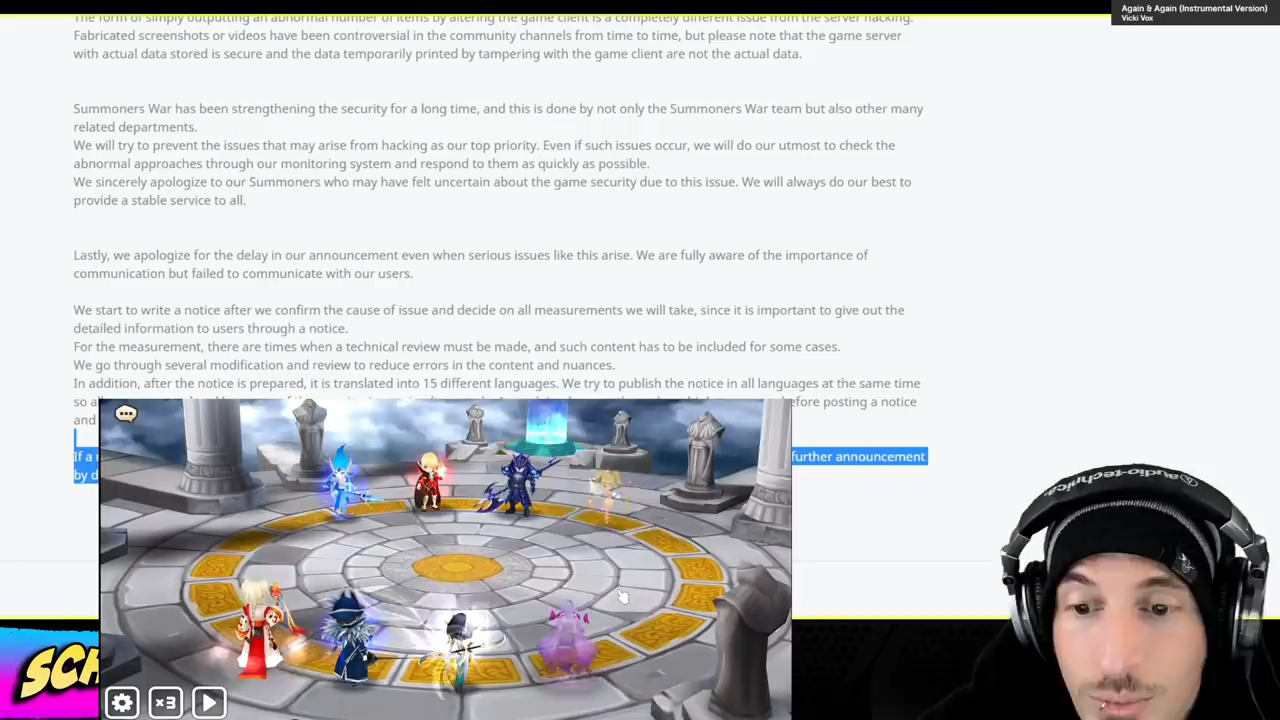 Again & Again (Instrumental Version)
Vicki Vox
The form of simply outputting an abnormal number of items by altering the game client is a completely different issue from the server hacking.
Fabricated screenshots or videos have been controversial in the community channels from time to time, but please note that the game server
with actual data stored is secure and the data temporarily printed by tampering with the game client are not the actual data.
Summoners War has been strengthening the security for a long time, and this is done by not only the Summoners War team but also other many
related departments.
We will try to prevent the issues that may arise from hacking as our top priority. Even if such issues occur, we will do our utmost to check the
abnormal approaches through our monitoring system and respond to them as quickly as possible.
We sincerely apologize to our Summoners who may have felt uncertain about the game security due to this issue. We will always do our best to
provide a stable service to all.
Lastly, we apologize for the delay in our announcement even when serious issues like this arise. We are fully aware of the importance of
communication but failed to communicate with our users.
We start to write a notice after we confirm the cause of issue and decide on all measurements we will take, since it is important to give out the
detailed information to users through a notice.
For the measurement, there are times when a technical review must be made, and such content has to be included for some cases.
We go through several modification and review to reduce errors in the content and nuances.
In addition, after the notice is prepared, it is translated into 15 different languages. We try to publish the notice in all languages at the same time
so before posting a notice
and
If a further announcement
by
SCH
x3
audio-technica